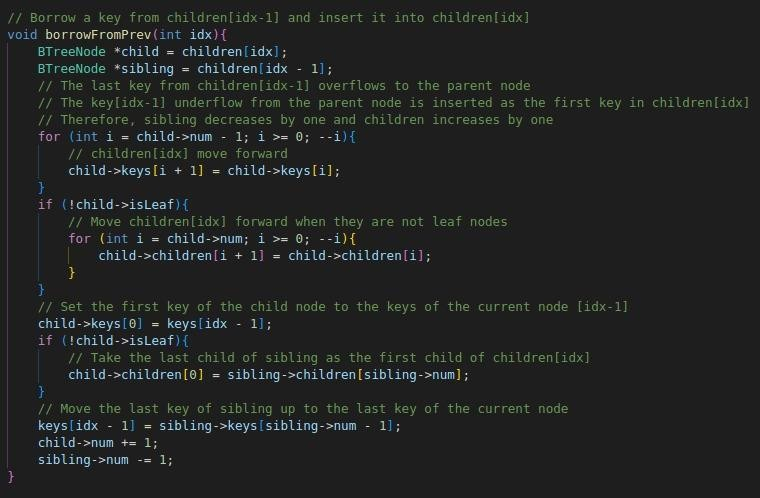 // Borrow a key from children[idx-1] and insert it into children[idx]
void borrowFromPrev(int idx){
    BTreeNode *child = children[idx];
    BTreeNode *sibling = children[idx - 1];
    // The last key from children[idx-1] overflows to the parent node
    // The key[idx-1] underflow from the parent node is inserted as the first key in children[idx]
    // Therefore, sibling decreases by one and children increases by one
    for (int i = child->num - 1; i >= 0; --i){
        // children[idx] move forward
        child->keys[i + 1] = child->keys[i];
    }
    if (!child->isLeaf){
        // Move children[idx] forward when they are not leaf nodes
        for (int i = child->num; i >= 0; --i){
            child->children[i + 1] = child->children[i];
        }
    }
    // Set the first key of the child node to the keys of the current node [idx-1]
    child->keys[0] = keys[idx - 1];
    if (!child->isLeaf){
        // Take the last child of sibling as the first child of children[idx]
        child->children[0] = sibling->children[sibling->num];
    }
    // Move the last key of sibling up to the last key of the current node
    keys[idx - 1] = sibling->keys[sibling->num - 1];
    child->num += 1;
    sibling->num -= 1;
}